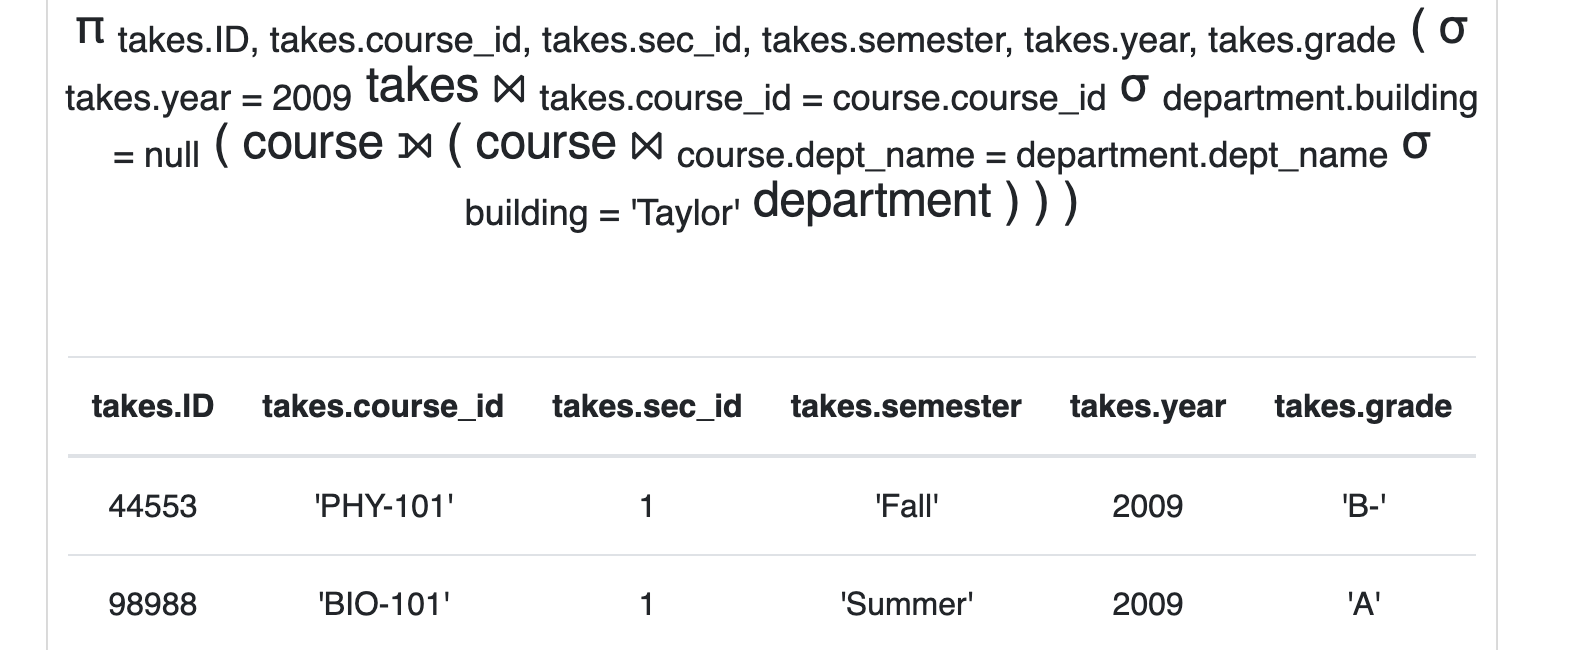 π takes.ID, takes.course_id, takes.sec_id, takes.semester, takes.year, takes.grade ( σ
takes.year = 2009 takes ⋈ takes.course_id = course.course_id σ department.building
= null ( course ⟕ ( course ⋈ course.dept_name = department.dept_name σ
building = 'Taylor' department ) ) )
takes.ID takes.course_id takes.sec_id takes.semester takes.year takes.grade
44553 'PHY-101' 1 'Fall' 2009 'B-'
98988 'BIO-101' 1 'Summer' 2009 'A'